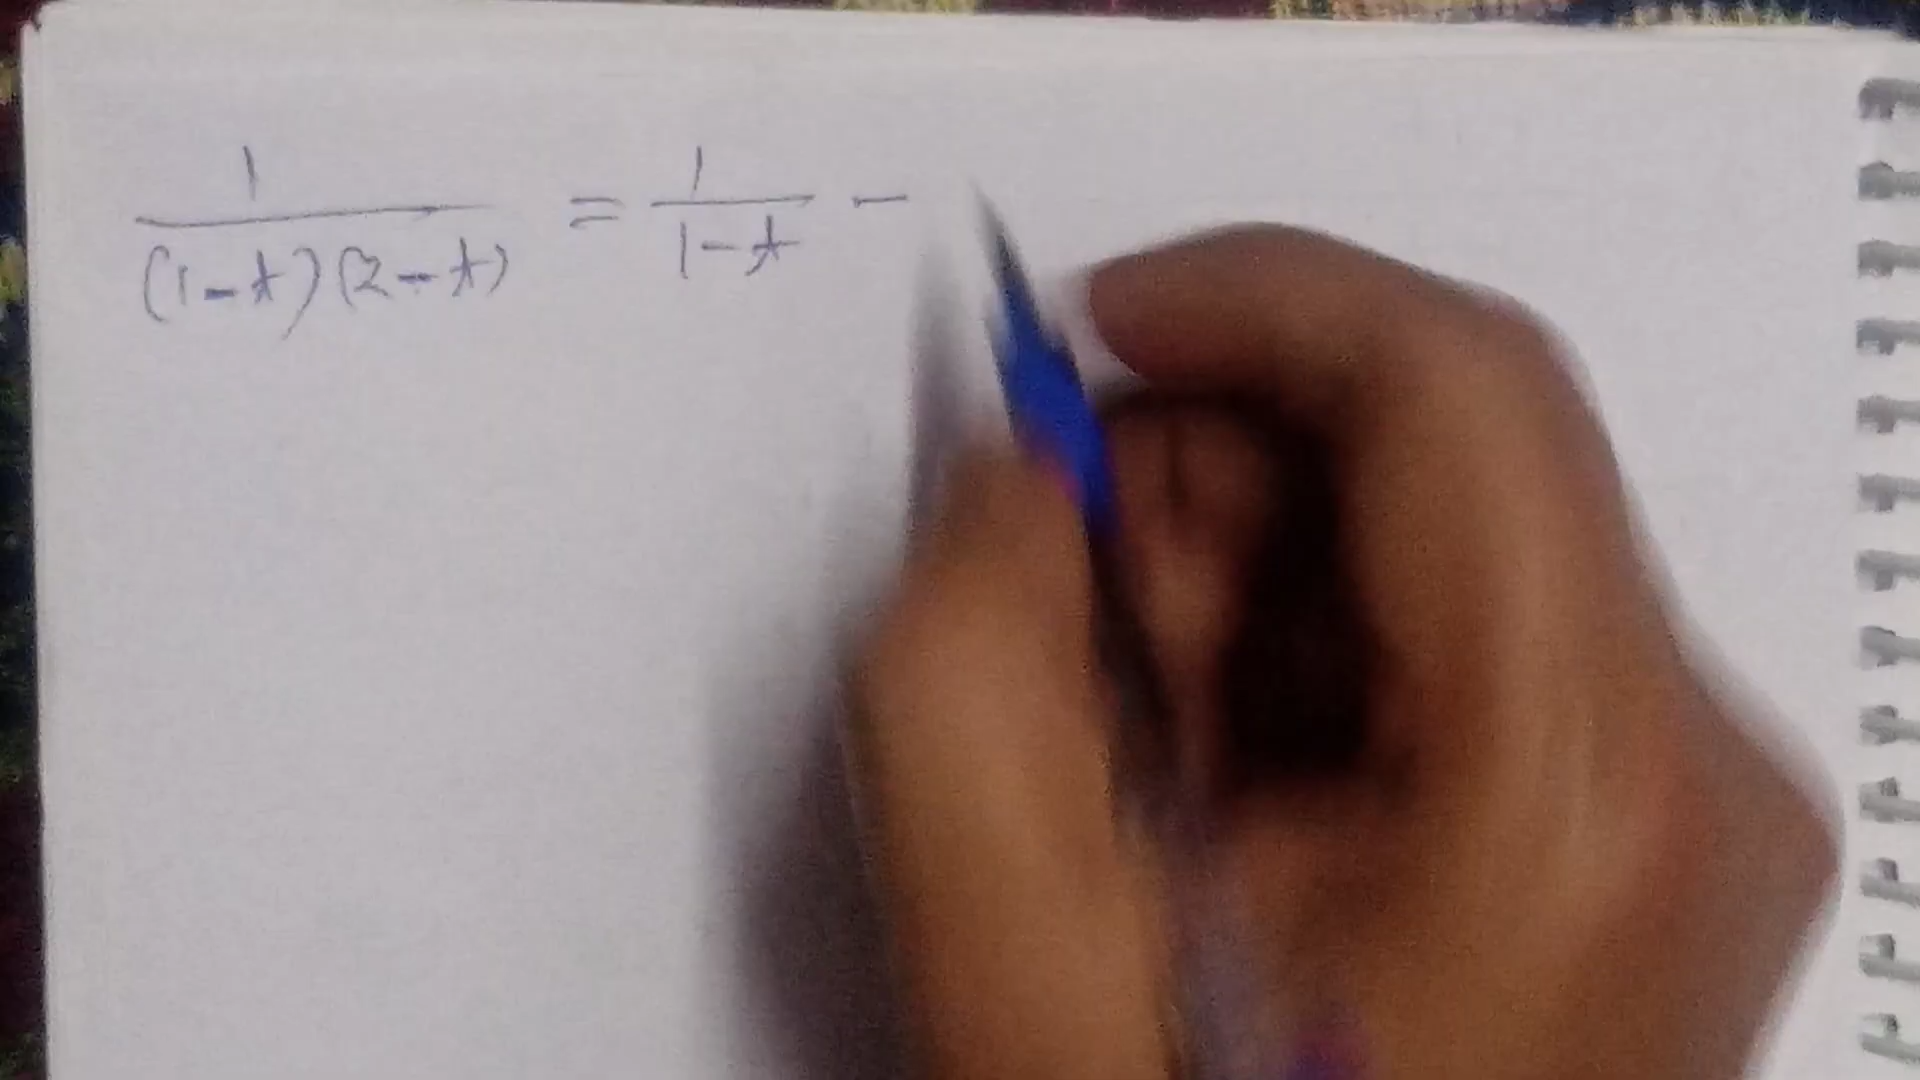 1/((1-t)(2-t)) = 1/(1-t) -